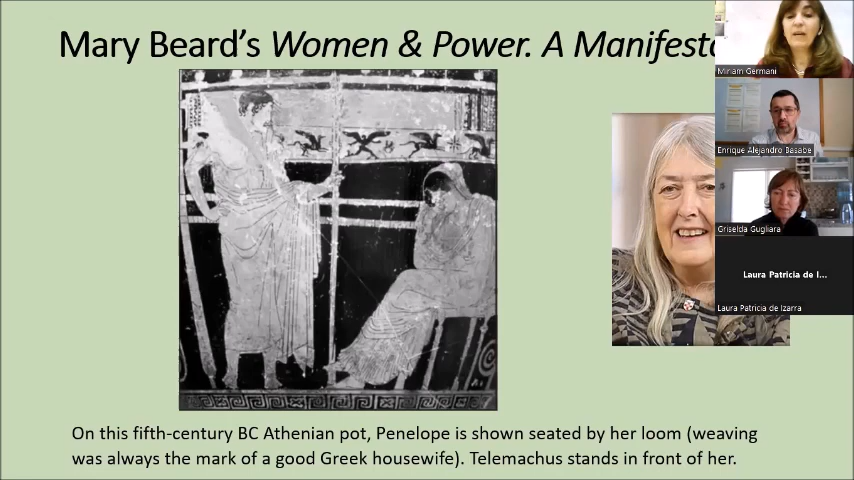 Mary Beard's Women & Power. A Manifesto
Miriam Germani
Enrique Alejandro Basabe
Griselda Gugliara
Laura Patricia de I...
Laura Patricia de Izarra
On this fifth-century BC Athenian pot, Penelope is shown seated by her loom (weaving
was always the mark of a good Greek housewife). Telemachus stands in front of her.